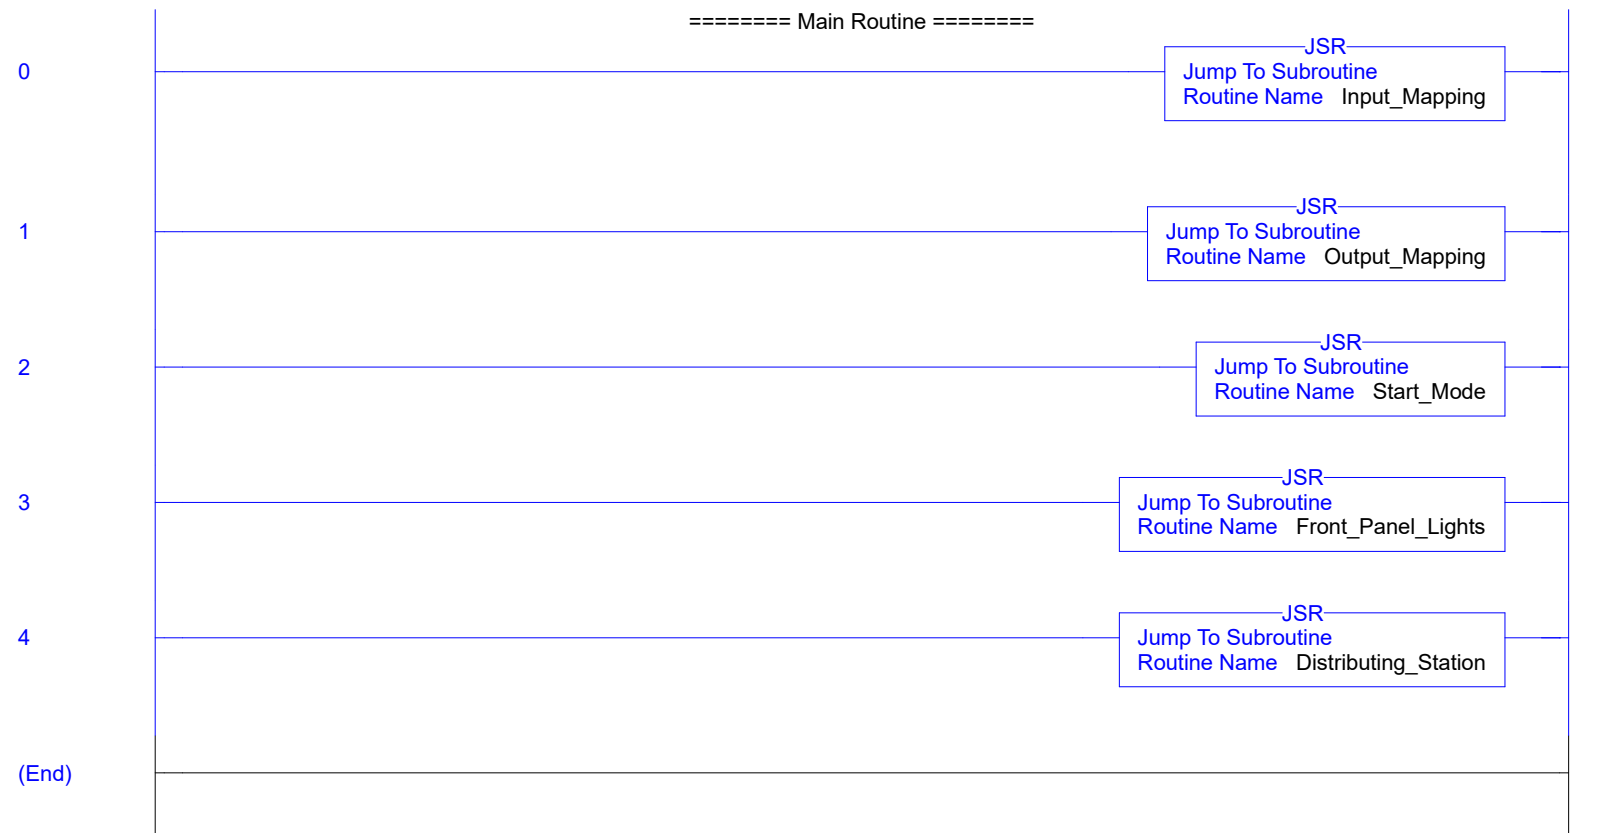 ======== Main Routine ========
0
JSR
Jump To Subroutine
Routine Name Input_Mapping
1
JSR
Jump To Subroutine
Routine Name Output_Mapping
2
JSR
Jump To Subroutine
Routine Name Start_Mode
3
JSR
Jump To Subroutine
Routine Name Front_Panel_Lights
4
JSR
Jump To Subroutine
Routine Name Distributing_Station
(End)